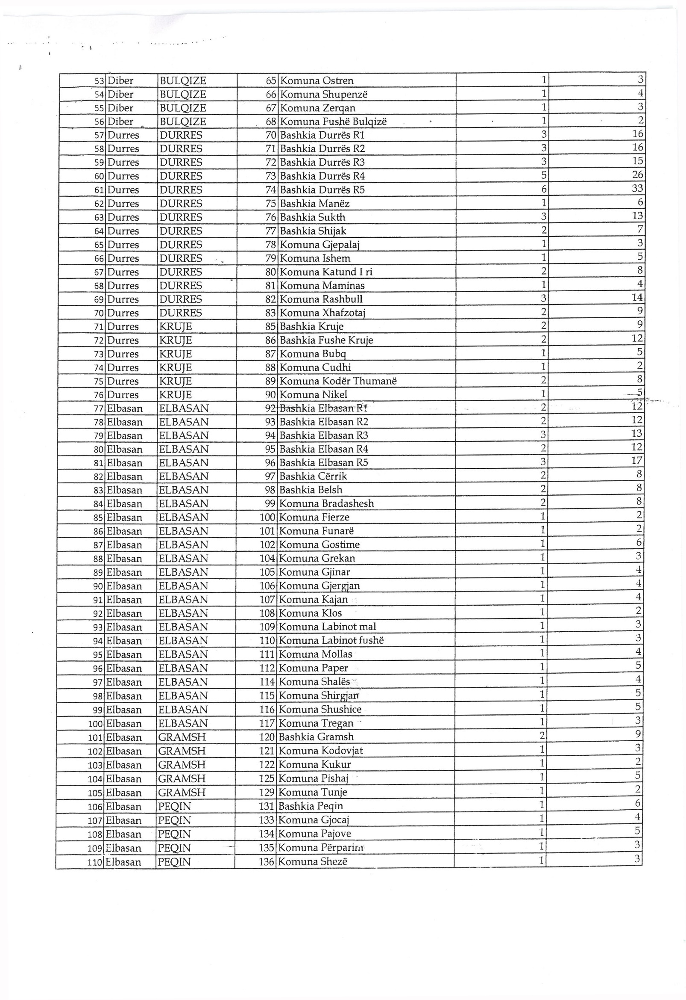 53 Diber BULQIZE 65 Komuna Ostren 1 3
54 Diber BULQIZE 66 Komuna Shupenzë 1 4
55 Diber BULQIZE 67 Komuna Zerqan 1 3
56 Diber BULQIZE 68 Komuna Fushë Bulqizë 1 2
57 Durres DURRES 70 Bashkia Durrës R1 3 16
58 Durres DURRES 71 Bashkia Durrës R2 3 16
59 Durres DURRES 72 Bashkia Durrës R3 3 15
60 Durres DURRES 73 Bashkia Durrës R4 5 26
61 Durres DURRES 74 Bashkia Durrës R5 6 33
62 Durres DURRES 75 Bashkia Manëz 1 6
63 Durres DURRES 76 Bashkia Sukth 3 13
64 Durres DURRES 77 Bashkia Shijak 2 7
65 Durres DURRES 78 Komuna Gjepalaj 1 3
66 Durres DURRES 79 Komuna Ishem 1 5
67 Durres DURRES 80 Komuna Katund I ri 2 8
68 Durres DURRES 81 Komuna Maminas 1 4
69 Durres DURRES 82 Komuna Rashbull 3 14
70 Durres DURRES 83 Komuna Xhafzotaj 2 9
71 Durres KRUJE 85 Bashkia Kruje 2 9
72 Durres KRUJE 86 Bashkia Fushe Kruje 2 12
73 Durres KRUJE 87 Komuna Bubq 1 5
74 Durres KRUJE 88 Komuna Cudhi 1 2
75 Durres KRUJE 89 Komuna Kodër Thumanë 2 8
76 Durres KRUJE 90 Komuna Nikel 1 5
77 Elbasan ELBASAN 92 Bashkia Elbasan R1 2 12
78 Elbasan ELBASAN 93 Bashkia Elbasan R2 2 12
79 Elbasan ELBASAN 94 Bashkia Elbasan R3 3 13
80 Elbasan ELBASAN 95 Bashkia Elbasan R4 2 12
81 Elbasan ELBASAN 96 Bashkia Elbasan R5 3 17
82 Elbasan ELBASAN 97 Bashkia Cërrik 2 8
83 Elbasan ELBASAN 98 Bashkia Belsh 2 8
84 Elbasan ELBASAN 99 Komuna Bradashesh 2 8
85 Elbasan ELBASAN 100 Komuna Fierze 1 2
86 Elbasan ELBASAN 101 Komuna Funarë 1 2
87 Elbasan ELBASAN 102 Komuna Gostime 1 6
88 Elbasan ELBASAN 104 Komuna Grekan 1 3
89 Elbasan ELBASAN 105 Komuna Gjinar 1 4
90 Elbasan ELBASAN 106 Komuna Gjergjan 1 4
91 Elbasan ELBASAN 107 Komuna Kajan 1 4
92 Elbasan ELBASAN 108 Komuna Klos 1 2
93 Elbasan ELBASAN 109 Komuna Labinot mal 1 3
94 Elbasan ELBASAN 110 Komuna Labinot fushë 1 3
95 Elbasan ELBASAN 111 Komuna Mollas 1 4
96 Elbasan ELBASAN 112 Komuna Paper 1 5
97 Elbasan ELBASAN 114 Komuna Shalës 1 4
98 Elbasan ELBASAN 115 Komuna Shirgjan 1 5
99 Elbasan ELBASAN 116 Komuna Shushice 1 5
100 Elbasan ELBASAN 117 Komuna Tregan 1 3
101 Elbasan GRAMSH 120 Bashkia Gramsh 2 9
102 Elbasan GRAMSH 121 Komuna Kodovjat 1 3
103 Elbasan GRAMSH 122 Komuna Kukur 1 2
104 Elbasan GRAMSH 125 Komuna Pishaj 1 5
105 Elbasan GRAMSH 129 Komuna Tunje 1 2
106 Elbasan PEQIN 131 Bashkia Peqin 1 6
107 Elbasan PEQIN 133 Komuna Gjocaj 1 4
108 Elbasan PEQIN 134 Komuna Pajove 1 5
109 Elbasan PEQIN 135 Komuna Përparim 1 3
110 Elbasan PEQIN 136 Komuna Shezë 1 3